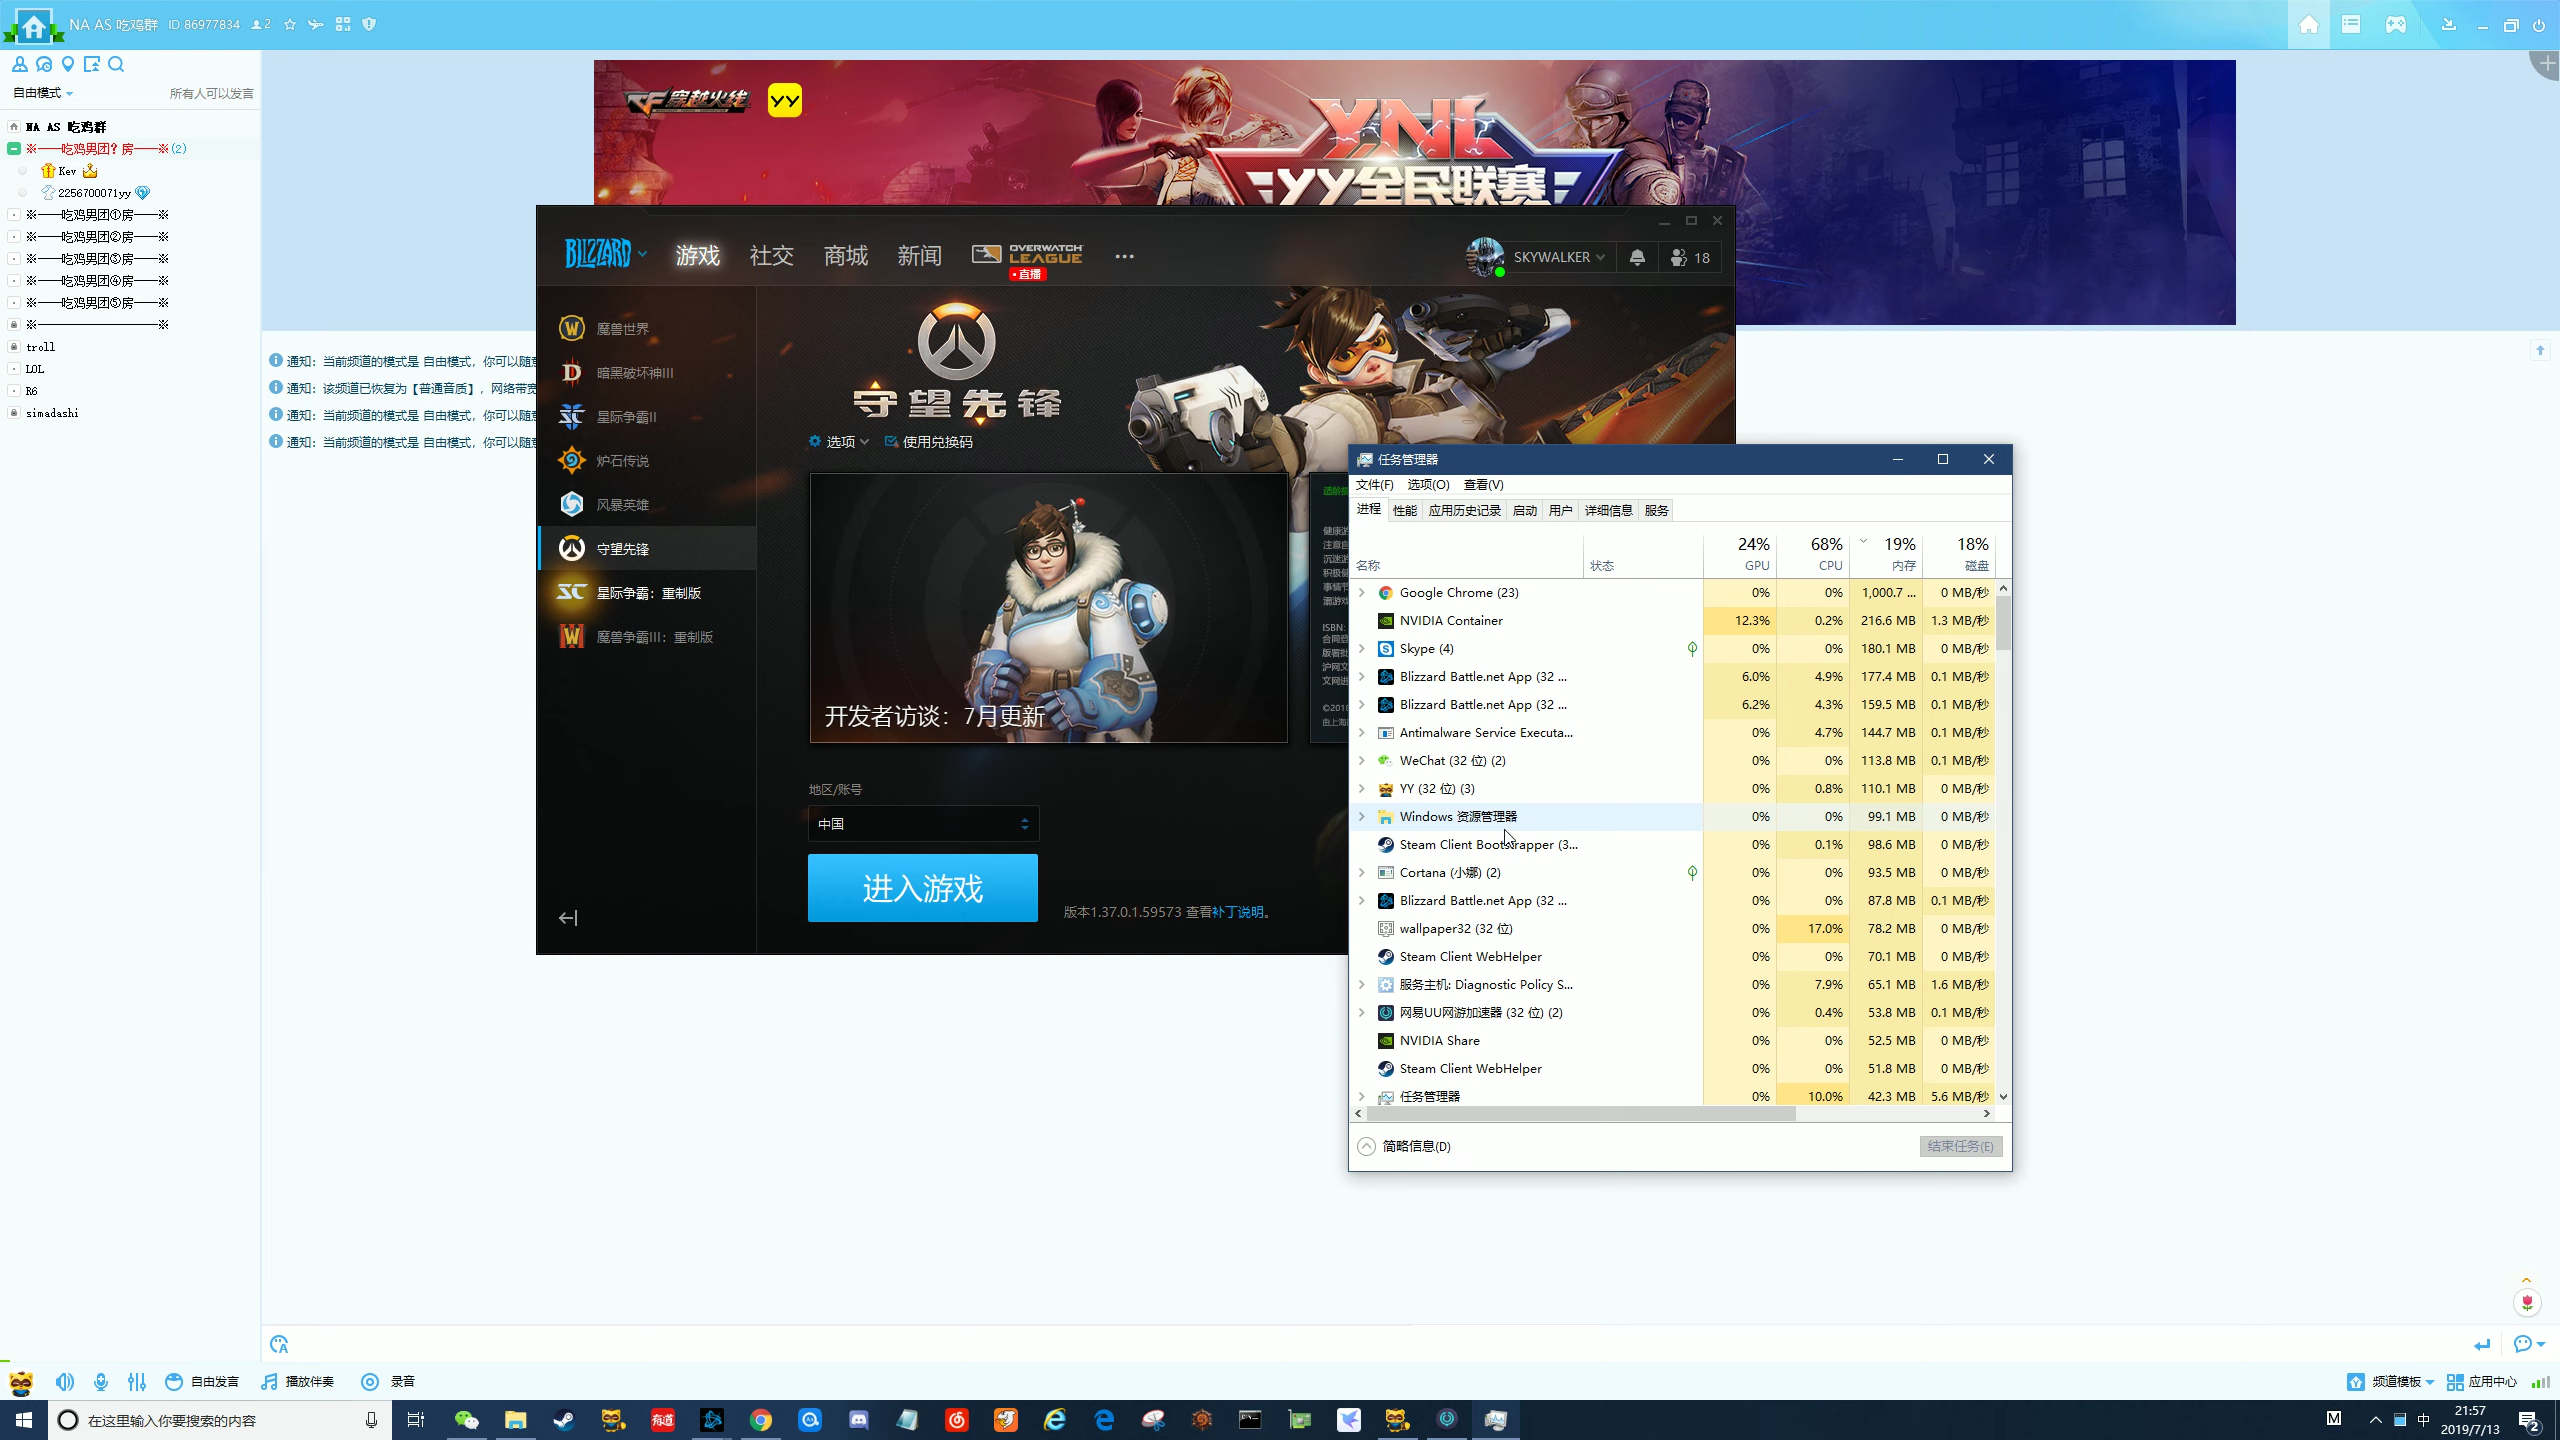 NA AS 吃鸡群 ID 86977834 2
自由模式 所有人可以发言
NA AS 吃鸡群
※——吃鸡男团? 房——※(2)
Kev
2256700071yy
※——吃鸡男团①房——※
※——吃鸡男团②房——※
※——吃鸡男团③房——※
※——吃鸡男团④房——※
※——吃鸡男团⑤房——※
※——————————※
troll
LOL
R6
simadashi
穿越火线 YY
YNL
YY全民联赛
通知：当前频道的模式是 自由模式，你可以随意
通知：该频道已恢复为【普通音质】，网络带宽
通知：当前频道的模式是 自由模式，你可以随意
通知：当前频道的模式是 自由模式，你可以随意
BLIZZARD 游戏 社交 商城 新闻 OVERWATCH LEAGUE ••• SKYWALKER 18
• 直播
魔兽世界
暗黑破坏神III
星际争霸II
炉石传说
风暴英雄
守望先锋
星际争霸：重制版
魔兽争霸III：重制版
守望先锋
选项 使用兑换码
开发者访谈：7月更新
ISBN:
©2018
地区/账号
中国
进入游戏
版本1.37.0.1.59573 查看补丁说明。
任务管理器
文件(F) 选项(O) 查看(V)
进程 性能 应用历史记录 启动 用户 详细信息 服务
24% 68% 19% 18%
名称 状态 GPU CPU 内存 磁盘
Google Chrome (23) 0% 0% 1,000.7 ... 0 MB/秒
NVIDIA Container 12.3% 0.2% 216.6 MB 1.3 MB/秒
Skype (4) 0% 0% 180.1 MB 0 MB/秒
Blizzard Battle.net App (32 ... 6.0% 4.9% 177.4 MB 0.1 MB/秒
Blizzard Battle.net App (32 ... 6.2% 4.3% 159.5 MB 0.1 MB/秒
Antimalware Service Executa... 0% 4.7% 144.7 MB 0.1 MB/秒
WeChat (32 位) (2) 0% 0% 113.8 MB 0.1 MB/秒
YY (32 位) (3) 0% 0.8% 110.1 MB 0.1 MB/秒
Windows 资源管理器 0% 0% 99.1 MB 0 MB/秒
Steam Client Bootstrapper (3... 0% 0.1% 98.6 MB 0 MB/秒
Cortana (小娜) (2) 0% 0% 93.5 MB 0 MB/秒
Blizzard Battle.net App (32 ... 0% 0% 87.8 MB 0.1 MB/秒
wallpaper32 (32 位) 0% 17.0% 78.2 MB 0 MB/秒
Steam Client WebHelper 0% 0% 70.1 MB 0 MB/秒
服务主机: Diagnostic Policy S... 0% 7.9% 65.1 MB 1.6 MB/秒
网易UU网游加速器 (32 位) (2) 0% 0.4% 53.8 MB 0.1 MB/秒
NVIDIA Share 0% 0% 52.5 MB 0 MB/秒
Steam Client WebHelper 0% 0% 51.8 MB 0 MB/秒
任务管理器 0% 10.0% 42.3 MB 5.6 MB/秒
简略信息(D) 结束任务(E)
自由发言 播放伴奏 录音 频道模板 应用中心
在这里输入你要搜索的内容 有道 M 中 21:57
2019/7/13 2